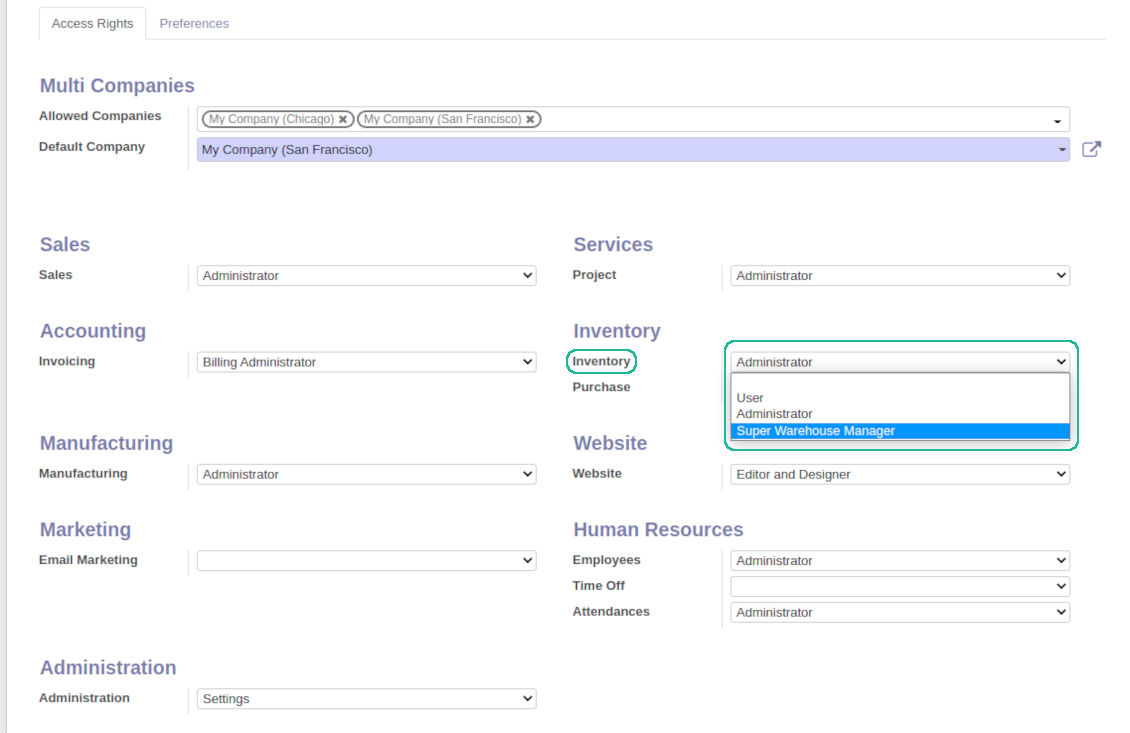 Access Rights Preferences
Multi Companies
Allowed Companies My Company (Chicago) ✖ My Company (San Francisco) ✖
Default Company My Company (San Francisco)
Sales Services
Sales Administrator Project Administrator
Accounting Inventory
Invoicing Billing Administrator Inventory Administrator
Purchase
User
Administrator
Super Warehouse Manager
Manufacturing Website
Manufacturing Administrator Website Editor and Designer
Marketing Human Resources
Email Marketing Employees Administrator
Time Off
Attendances Administrator
Administration
Administration Settings